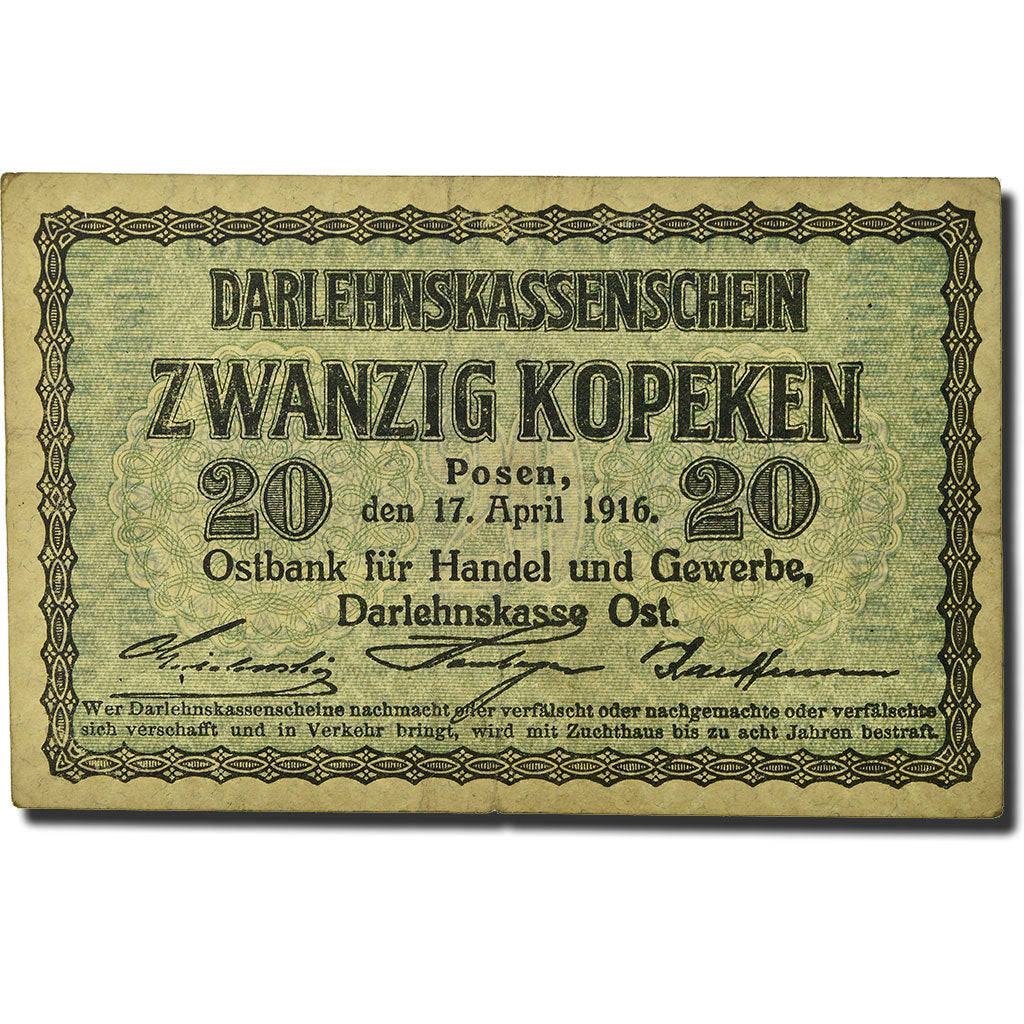 DARLEHNSKASSENSCHEIN
ZWANZIG KOPEKEN
20 Posen, 20
den 17. April 1916.
Ostbank für Handel und Gewerbe,
Darlehnskasse Ost.
Kauffmann
Wer Darlehnskassenscheine nachmacht oder verfälscht oder nachgemachte oder verfälschte
sich verschafft und in Verkehr bringt, wird mit Zuchthaus bis zu acht Jahren bestraft.